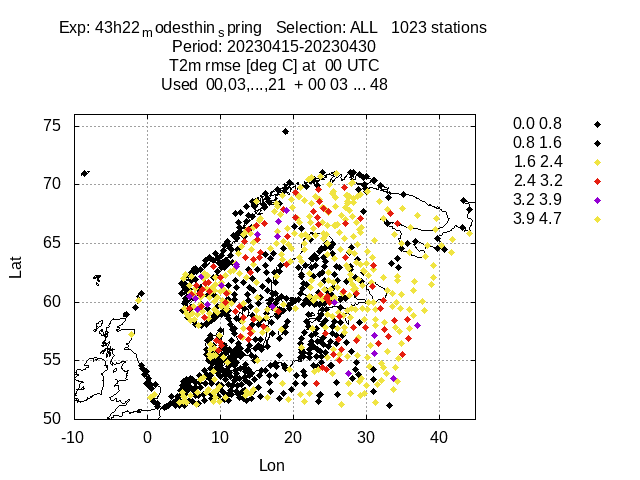 Exp: 43h22modesthinspring Selection: ALL 1023 stations
Period: 20230415-20230430
T2m rmse [deg C] at 00 UTC
Used 00,03,...,21 + 00 03 ... 48
75
70
65
60
55
50
Lat
-10 0 10 20 30 40
Lon
0.0 0.8
0.8 1.6
1.6 2.4
2.4 3.2
3.2 3.9
3.9 4.7